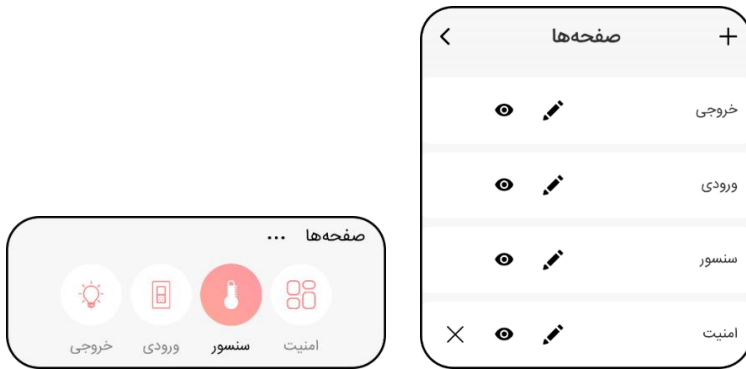 صفحه‌ها
خروجی
ورودی
سنسور
امنیت
صفحه‌ها ...
امنیت سنسور ورودی خروجی